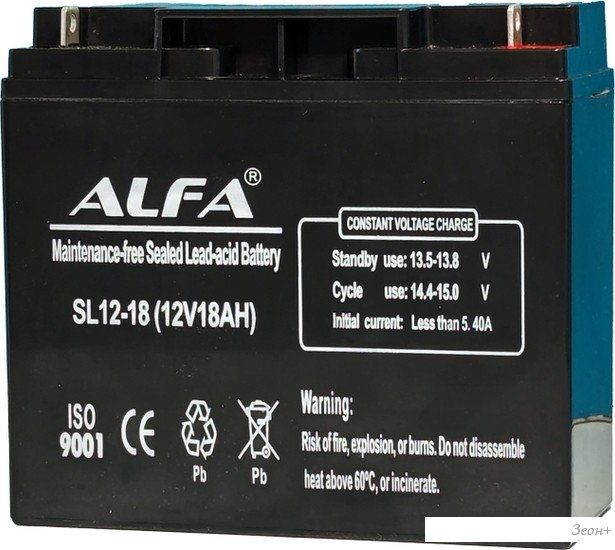 ALFA®
Maintenance-free Sealed Lead-acid Battery
SL12-18 (12V18AH)
CONSTANT VOLTAGE CHARGE
Standby use: 13.5-13.8 V
Cycle use: 14.4-15.0 V
Initial current: Less than 5.40A
ISO
9001
CE
Pb
Pb
Warning:
Risk of fire, explosion, or burns. Do not disassemble
heat above 60ºC, or incinerate.
Зеон+